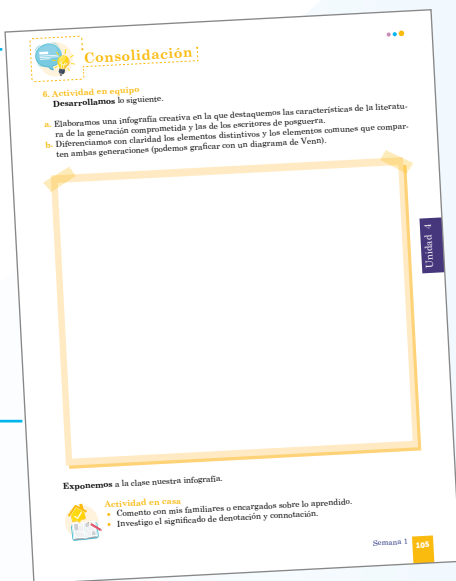 Consolidación
6. Actividad en equipo
Desarrollamos lo siguiente.
a. Elaboramos una infografía creativa en la que destaquemos las características de la literatu-
ra de la generación comprometida y las de los escritores de posguerra.
b. Diferenciamos con claridad los elementos distintivos y los elementos comunes que compar-
ten ambas generaciones (podemos graficar con un diagrama de Venn).
Unidad 4
Exponemos a la clase nuestra infografía.
Actividad en casa
• Comento con mis familiares o encargados sobre lo aprendido.
• Investigo el significado de denotación y connotación.
Semana 1
105